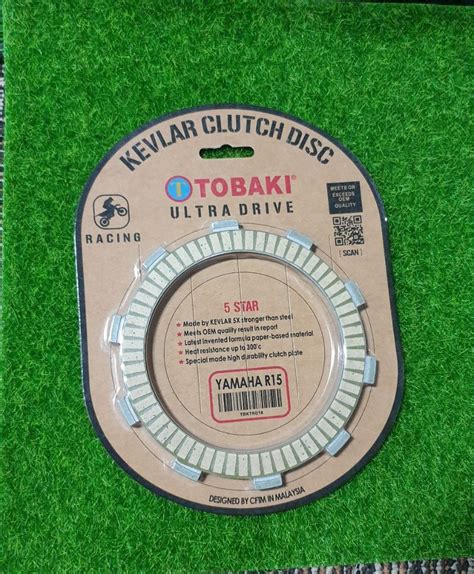 KEVLAR CLUTCH DISC
T TOBAKI
ULTRA DRIVE
RACING
MEETS OR
EXCEEDS
OEM
QUALITY
SCAN
5 STAR
Made by KEVLAR 5X stronger than steel
Meets OEM quality result in report
Latest invented formula paper-based material
Heat resistance up to 300'c
Special made high durability clutch plate
YAMAHA R15
DESIGNED BY CFIM IN MALAYSIA